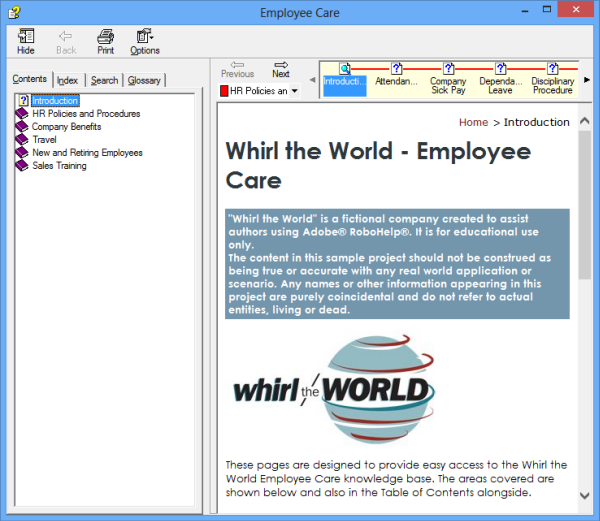 Employee Care
Hide
Back
Print
Options
Contents
Index
Search
Glossary
Introduction
HR Policies and Procedures
Company Benefits
Travel
New and Retiring Employees
Sales Training
Previous
Next
HR Policies an
Introducti...
Attendan...
Company
Sick Pay
Dependa...
Leave
Disciplinary
Procedure
Home > Introduction
Whirl the World - Employee
Care
"Whirl the World" is a fictional company created to assist
authors using Adobe® RoboHelp®. It is for educational use
only.
The content in this sample project should not be construed as
being true or accurate with any real world application or
scenario. Any names or other information appearing in this
project are purely coincidental and do not refer to actual
entities, living or dead.
whirl the WORLD
These pages are designed to provide easy access to the Whirl the
World Employee Care knowledge base. The areas covered are
shown below and also in the Table of Contents alongside.